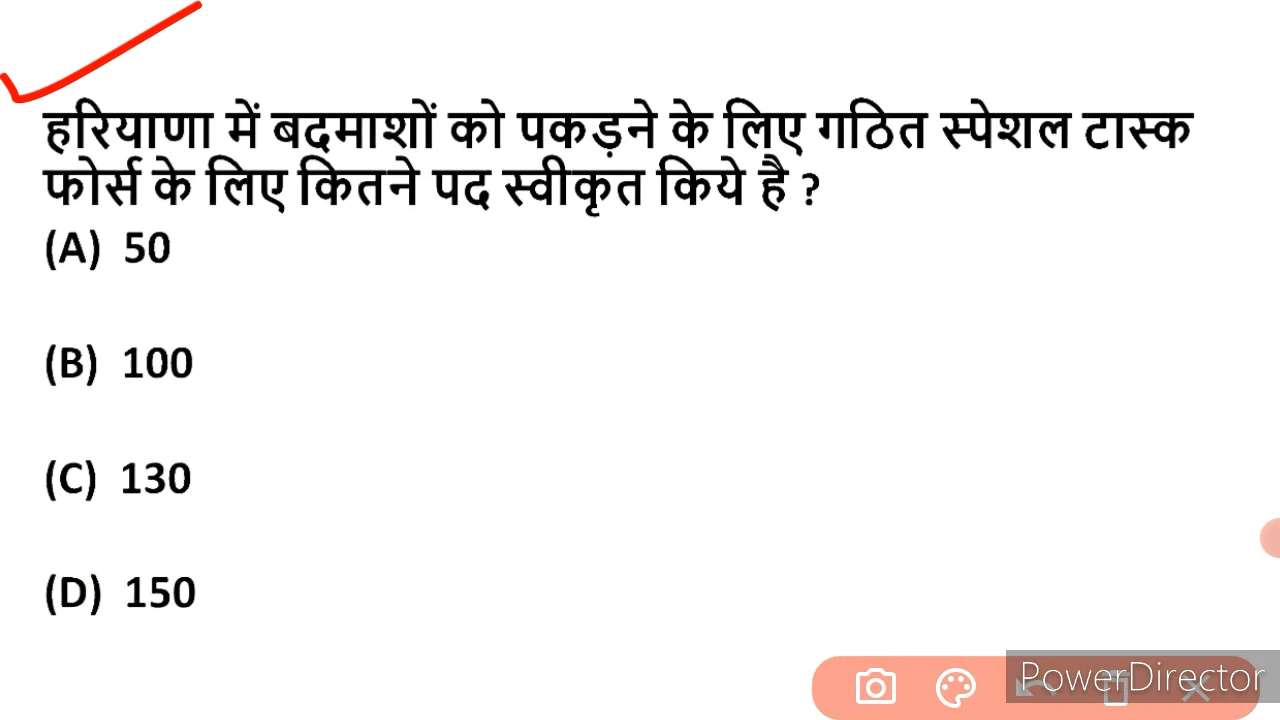 हरियाणा में बदमाशों को पकड़ने के लिए गठित स्पेशल टास्क
फोर्स के लिए कितने पद स्वीकृत किये है ?
(A) 50
(B) 100
(C) 130
(D) 150
PowerDirector